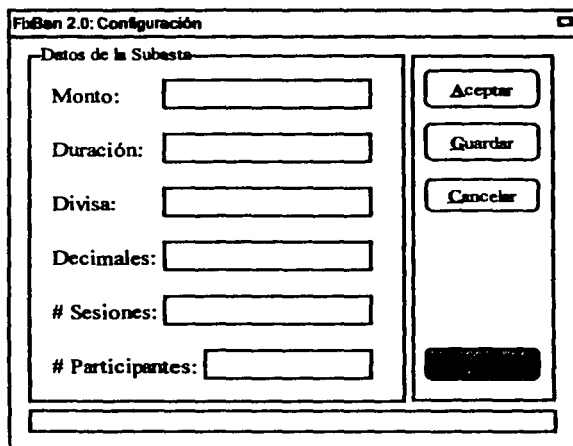 FixBan 2.0: Configuración
Datos de la Subasta
Monto:
Duración:
Divisa:
Decimales:
# Sesiones:
# Participantes:
Aceptar
Guardar
Cancelar